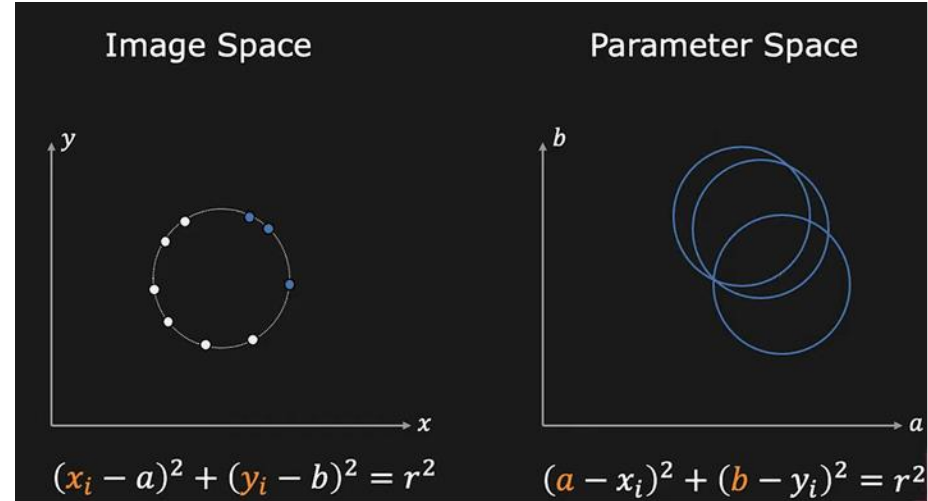 Image Space
Parameter Space
y
b
x
a
(xᵢ − a)² + (yᵢ − b)² = r²
(a − xᵢ)² + (b − yᵢ)² = r²